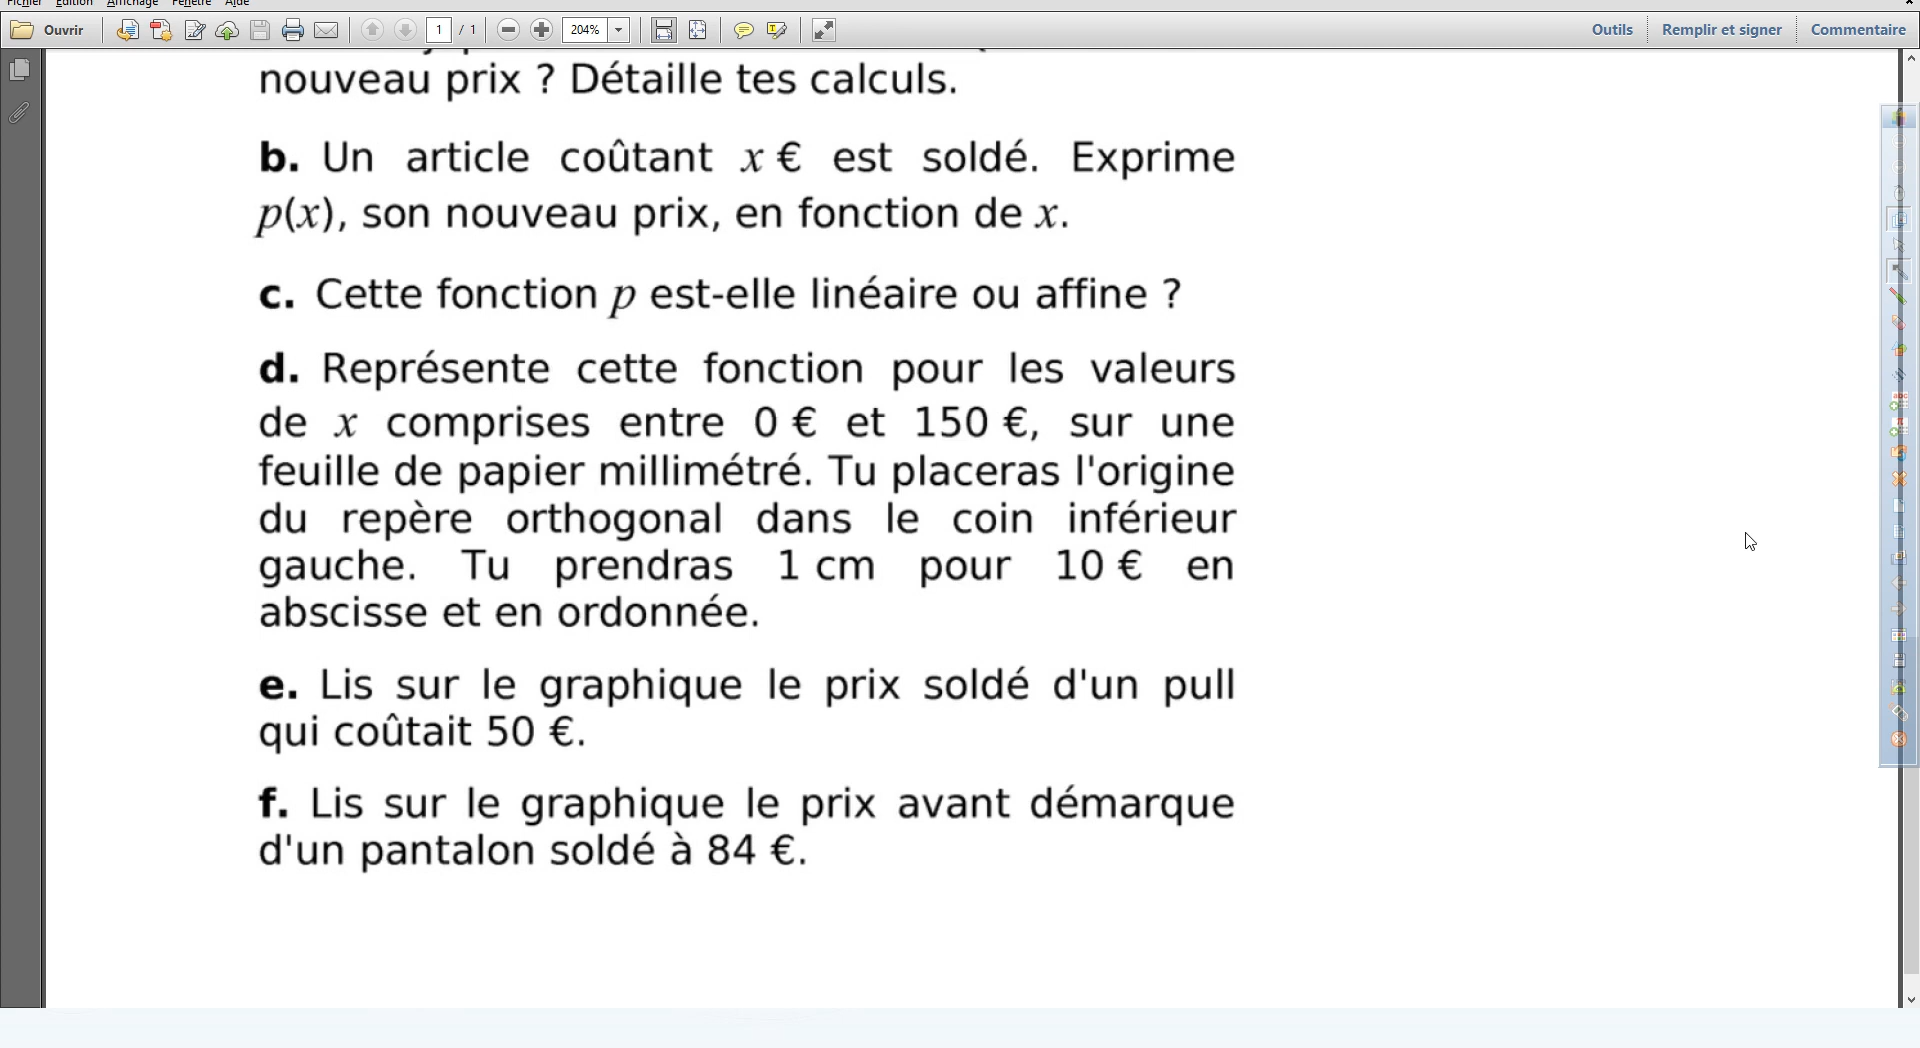 Fichier Edition Affichage Fenêtre Aide
Ouvrir 1 / 1 204% Outils Remplir et signer Commentaire
nouveau prix ? Détaille tes calculs.
b. Un article coûtant x € est soldé. Exprime
p(x), son nouveau prix, en fonction de x.
c. Cette fonction p est-elle linéaire ou affine ?
d. Représente cette fonction pour les valeurs
de x comprises entre 0 € et 150 €, sur une
feuille de papier millimétré. Tu placeras l'origine
du repère orthogonal dans le coin inférieur
gauche. Tu prendras 1 cm pour 10 € en
abscisse et en ordonnée.
e. Lis sur le graphique le prix soldé d'un pull
qui coûtait 50 €.
f. Lis sur le graphique le prix avant démarque
d'un pantalon soldé à 84 €.